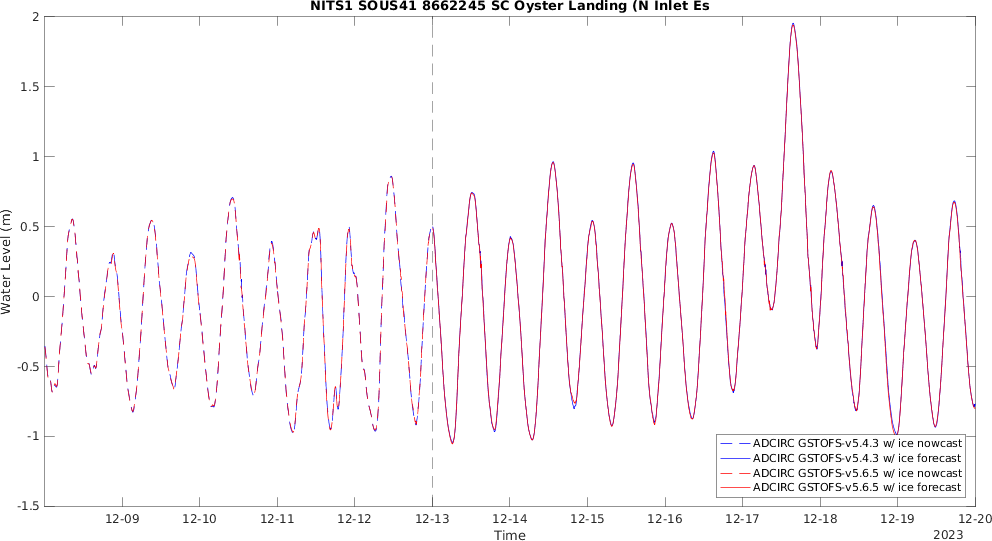 NITS1 SOUS41 8662245 SC Oyster Landing (N Inlet Es
Water Level (m)
2
1.5
1
0.5
0
-0.5
-1
-1.5
ADCIRC GSTOFS-v5.4.3 w/ ice nowcast
ADCIRC GSTOFS-v5.4.3 w/ ice forecast
ADCIRC GSTOFS-v5.6.5 w/ ice nowcast
ADCIRC GSTOFS-v5.6.5 w/ ice forecast
12-09 12-10 12-11 12-12 12-13 12-14 12-15 12-16 12-17 12-18 12-19 12-20
Time
2023